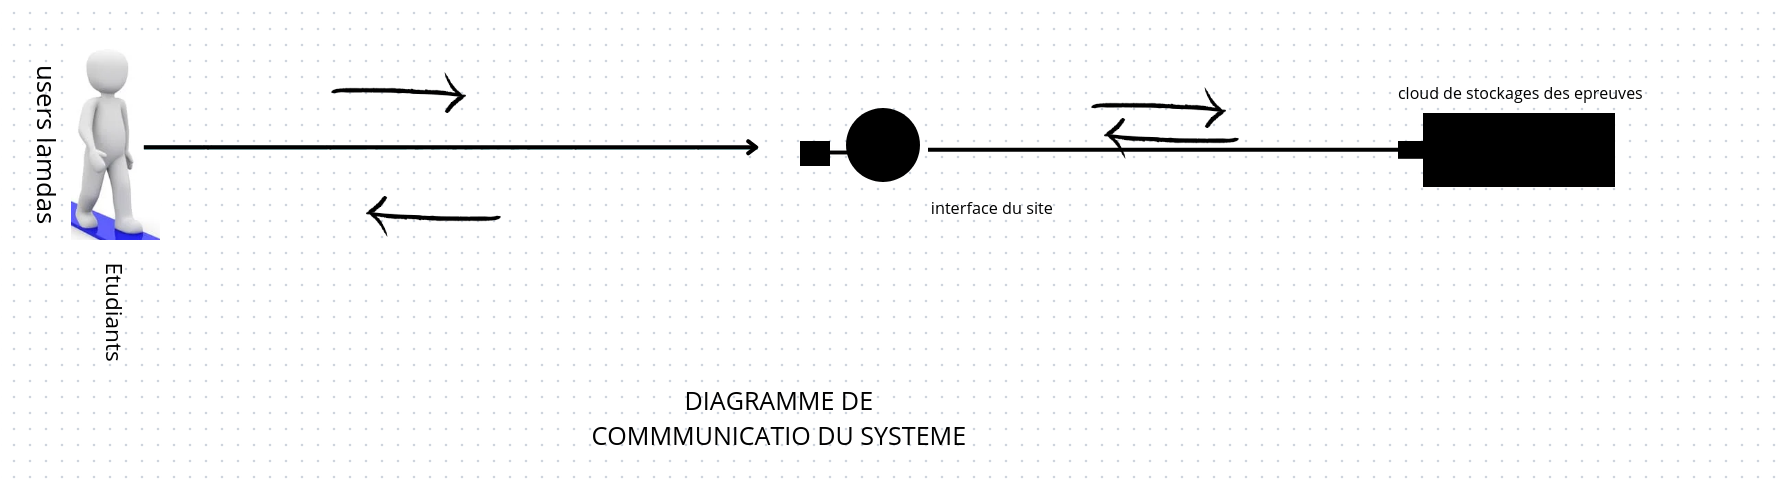 users lamdas
Etudiants
interface du site
cloud de stockages des epreuves
DIAGRAMME DE
COMMMUNICATIO DU SYSTEME